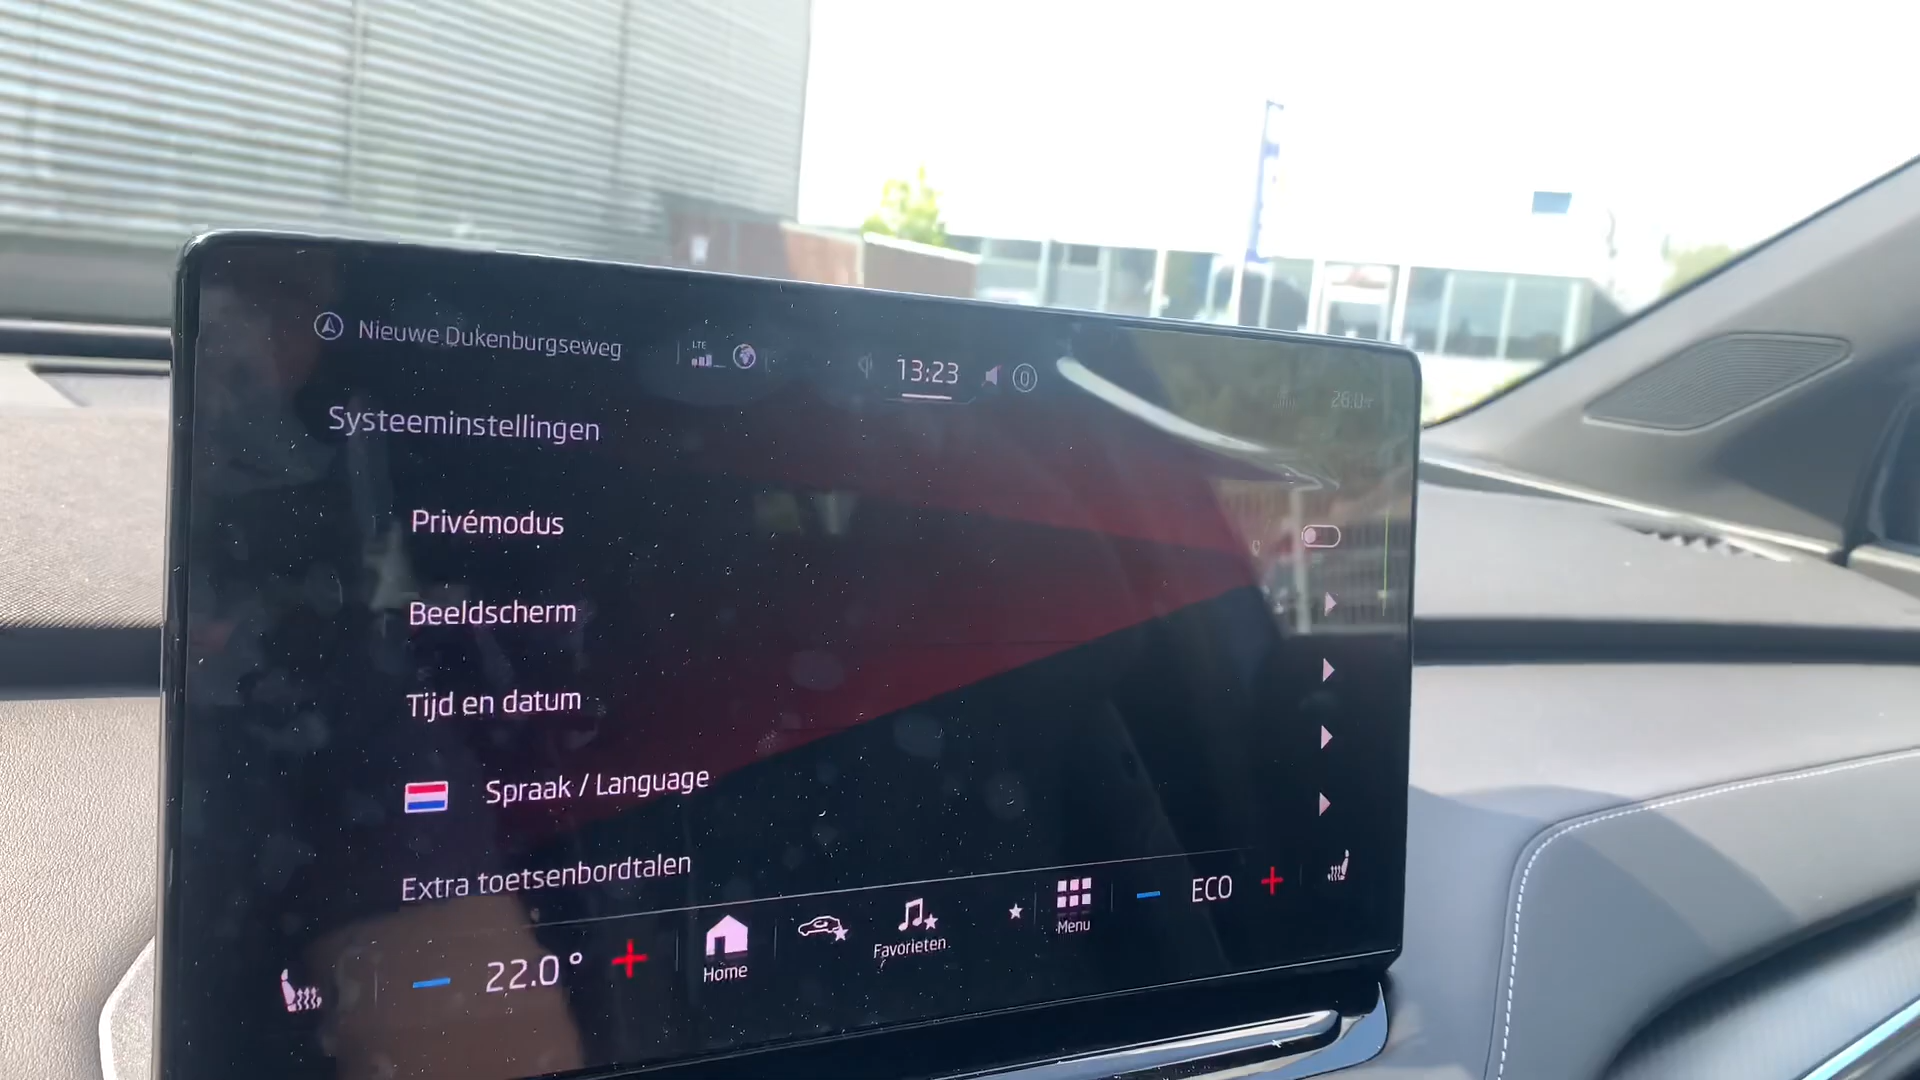 Nieuwe Dukenburgseweg
LTE
13:23
Systeeminstellingen
Privémodus
Beeldscherm
Tijd en datum
Spraak / Language
Extra toetsenbordtalen
22.0°
Home
Favorieten
Menu
ECO